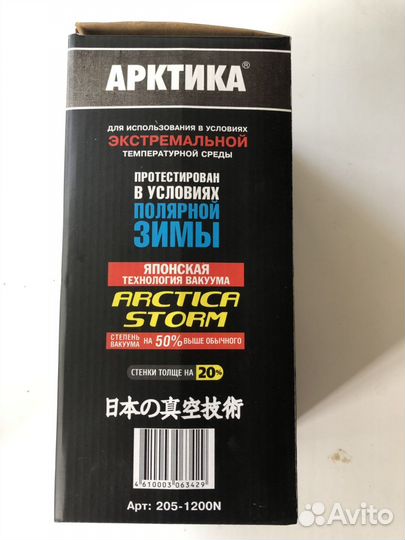 АРКТИКА®
ДЛЯ ИСПОЛЬЗОВАНИЯ В УСЛОВИЯХ
ЭКСТРЕМАЛЬНОЙ
ТЕМПЕРАТУРНОЙ СРЕДЫ
ПРОТЕСТИРОВАН
В УСЛОВИЯХ
ПОЛЯРНОЙ
ЗИМЫ
ЯПОНСКАЯ
ТЕХНОЛОГИЯ ВАКУУМА
ARCTICA
STORM
СТЕПЕНЬ ВАКУУМА НА 50% ВЫШЕ ОБЫЧНОГО
СТЕНКИ ТОЛЩЕ НА 20%
日本の真空技術
4 610003 063429
Арт: 205-1200N
Avito